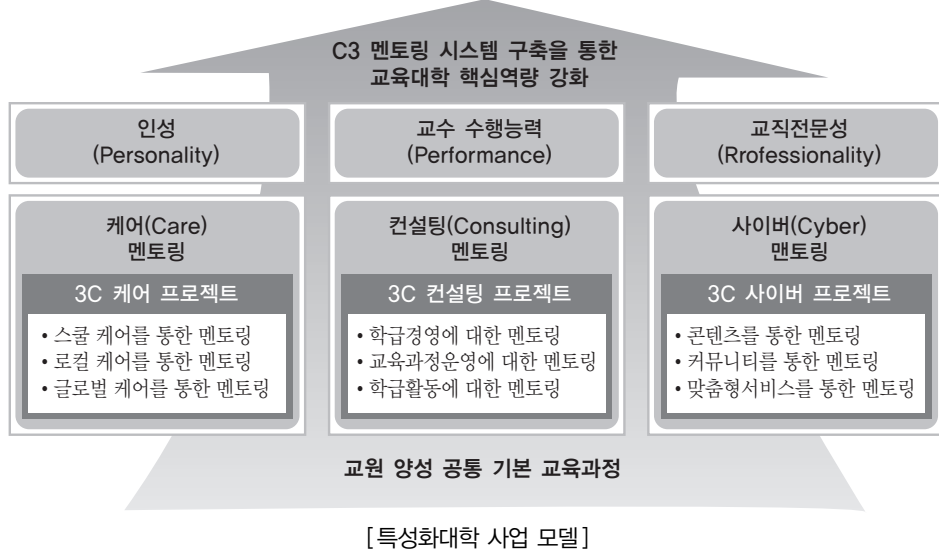 C3 멘토링 시스템 구축을 통한
교육대학 핵심역량 강화
인성
(Personality)
교수 수행능력
(Performance)
교직전문성
(Rrofessionality)
케어(Care)
멘토링
3C 케어 프로젝트
• 스쿨 케어를 통한 멘토링
• 로컬 케어를 통한 멘토링
• 글로벌 케어를 통한 멘토링
컨설팅(Consulting)
멘토링
3C 컨설팅 프로젝트
• 학급경영에 대한 멘토링
• 교육과정운영에 대한 멘토링
• 학급활동에 대한 멘토링
사이버(Cyber)
맨토링
3C 사이버 프로젝트
• 콘텐츠를 통한 멘토링
• 커뮤니티를 통한 멘토링
• 맞춤형서비스를 통한 멘토링
교원 양성 공통 기본 교육과정
[특성화대학 사업 모델]